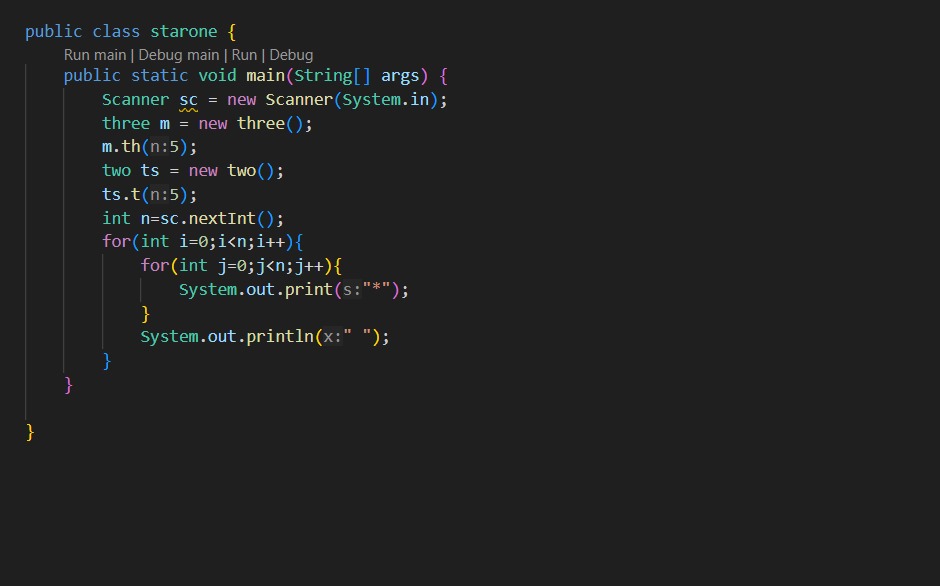 public class starone {
Run main | Debug main | Run | Debug
public static void main(String[] args) {
Scanner sc = new Scanner(System.in);
three m = new three();
m.th(n:5);
two ts = new two();
ts.t(n:5);
int n=sc.nextInt();
for(int i=0;i<n;i++){
for(int j=0;j<n;j++){
System.out.print(s:"*");
}
System.out.println(x:" ");
}
}
}